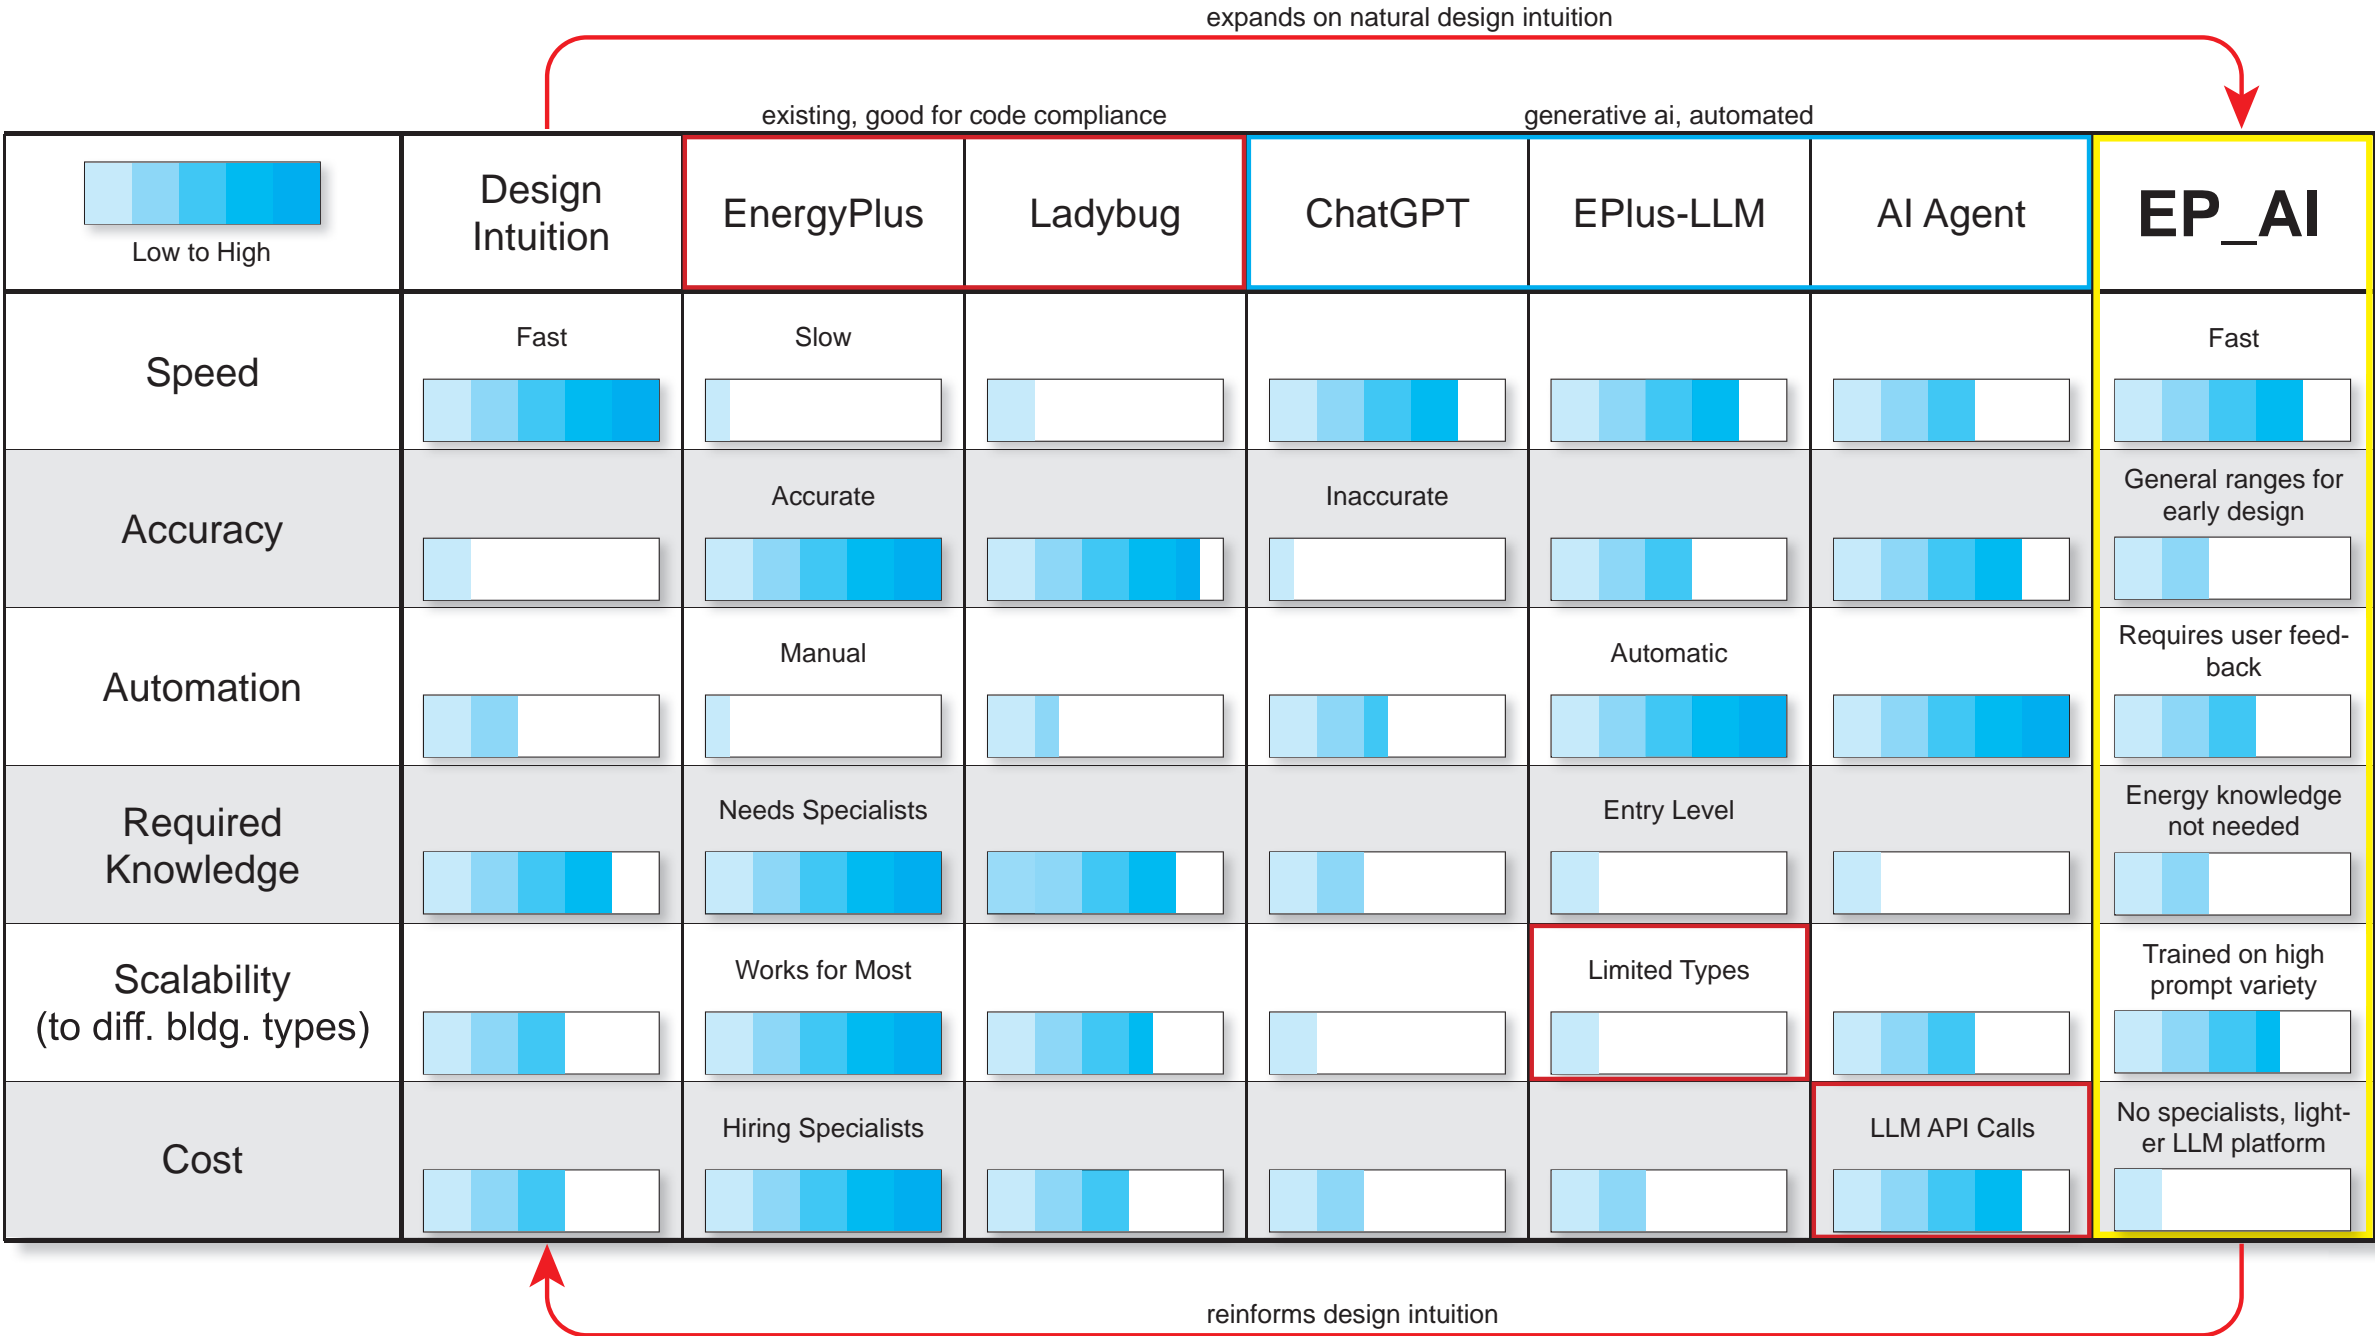 expands on natural design intuition
existing, good for code compliance
generative ai, automated
Low to High
Design
Intuition
EnergyPlus
Ladybug
ChatGPT
EPlus-LLM
AI Agent
EP_AI
Speed
Fast
Slow
Fast
Accuracy
Accurate
Inaccurate
General ranges for
early design
Automation
Manual
Automatic
Requires user feed-
back
Required
Knowledge
Needs Specialists
Entry Level
Energy knowledge
not needed
Scalability
(to diff. bldg. types)
Works for Most
Limited Types
Trained on high
prompt variety
Cost
Hiring Specialists
LLM API Calls
No specialists, light-
er LLM platform
reinforms design intuition